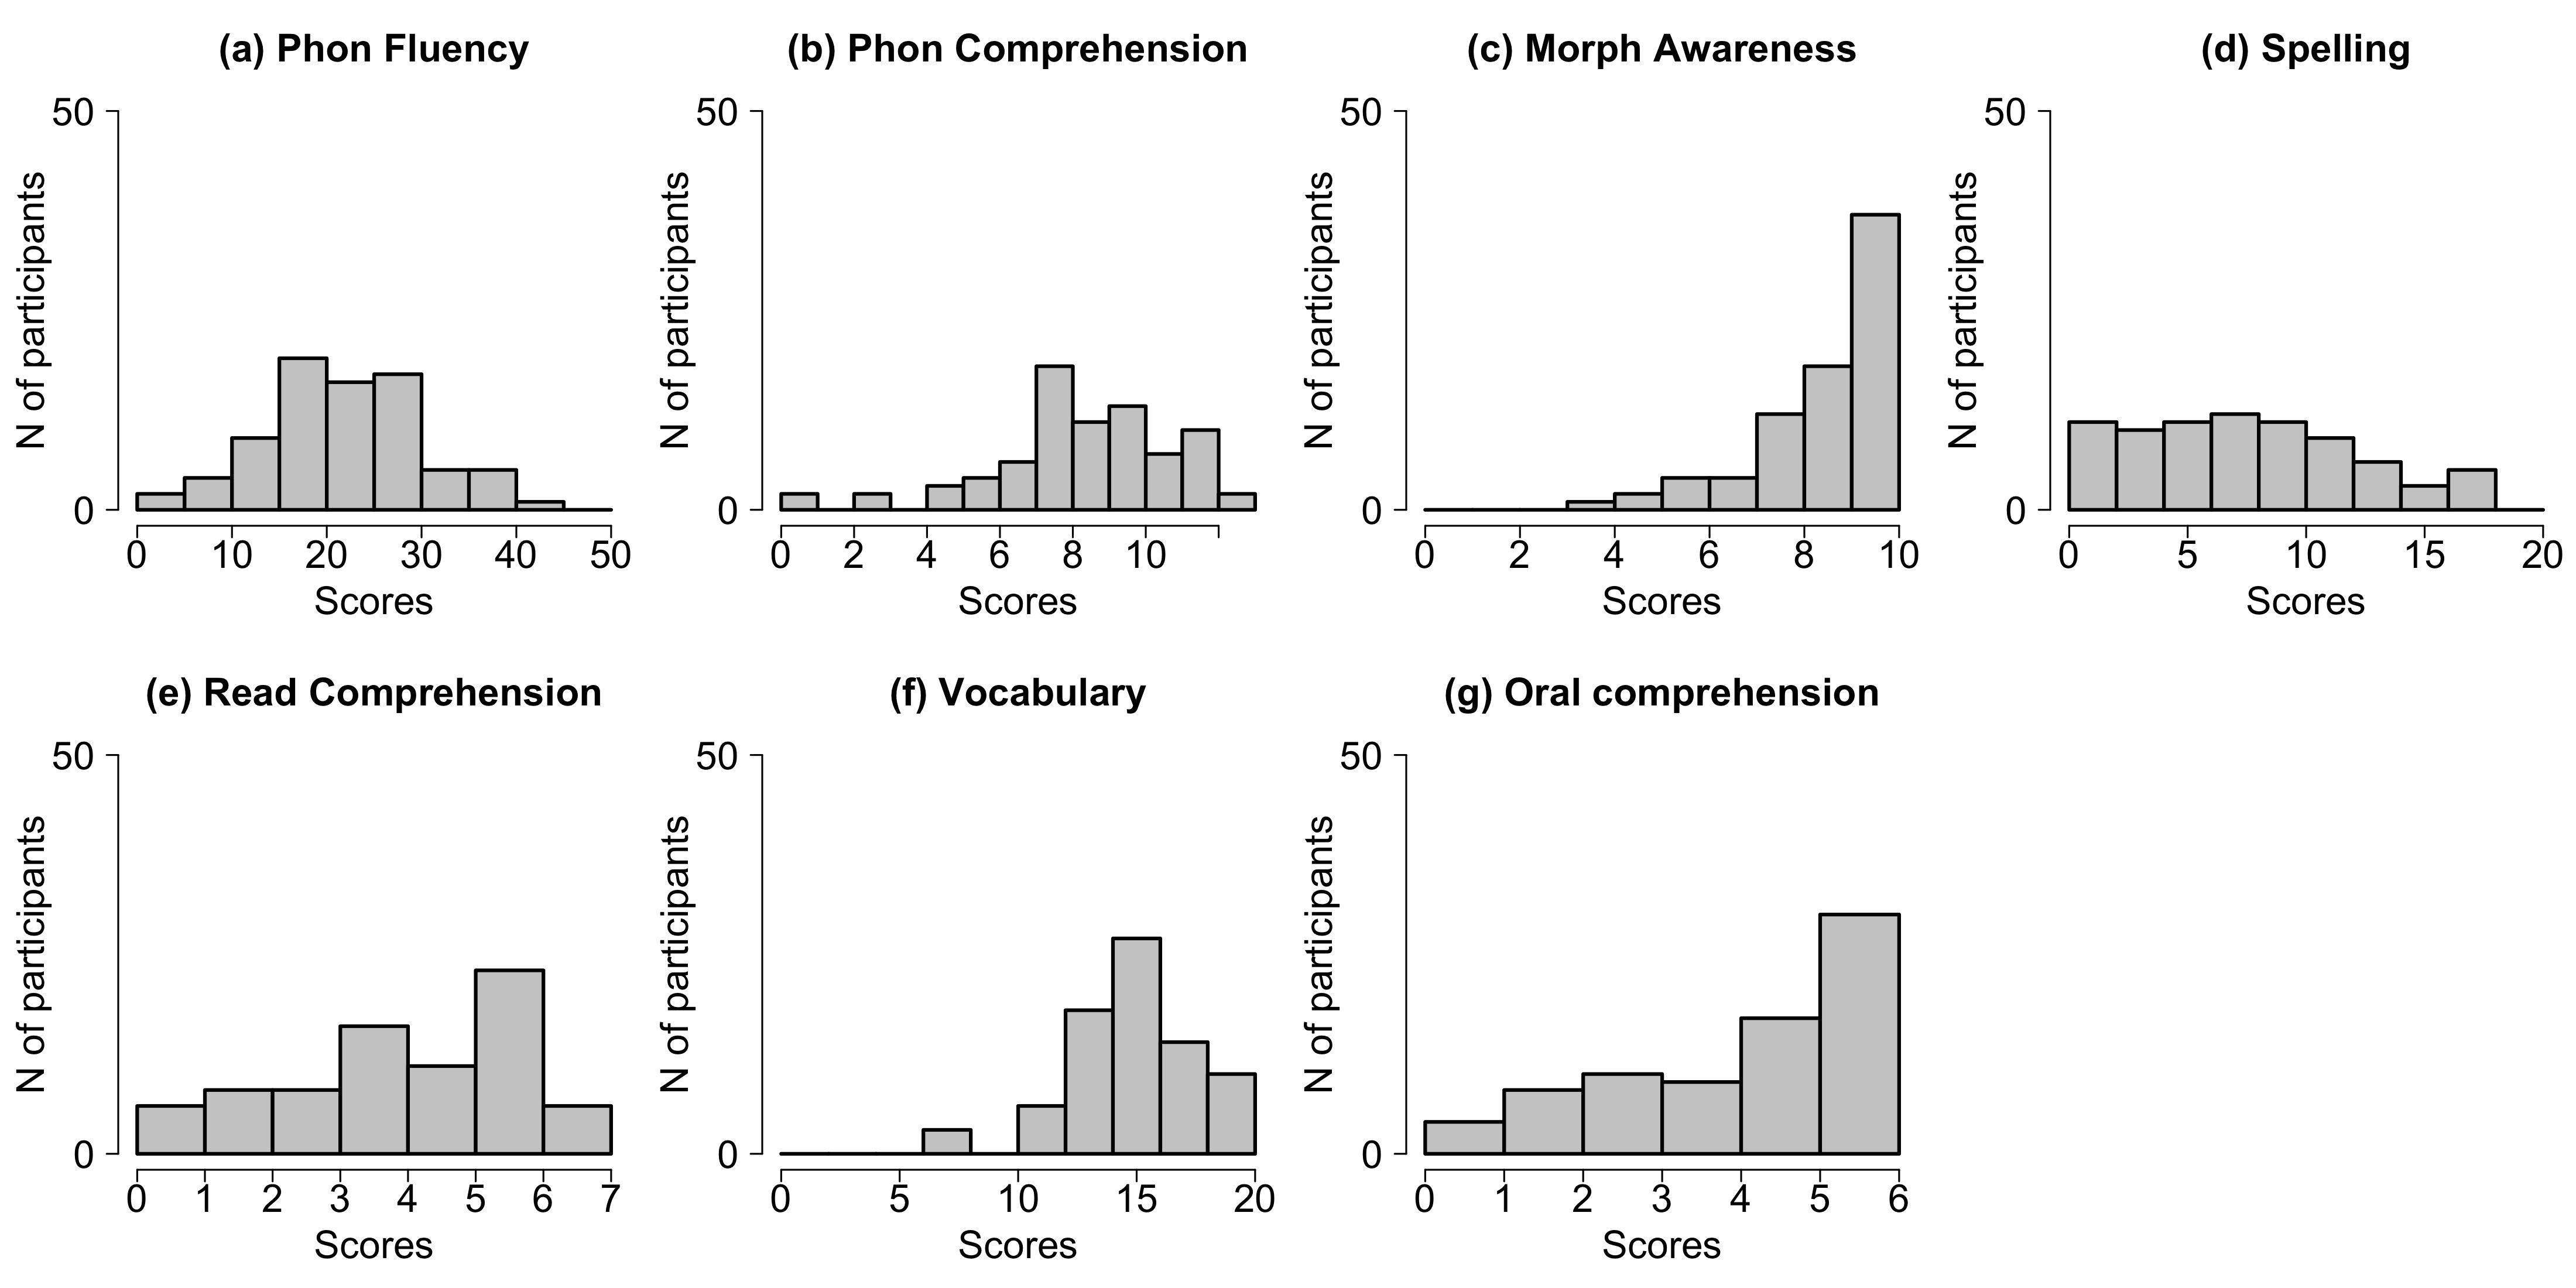 (a) Phon Fluency
50
0
N of participants
0 10 20 30 40 50
Scores
(b) Phon Comprehension
50
0
N of participants
0 2 4 6 8 10
Scores
(c) Morph Awareness
50
0
N of participants
0 2 4 6 8 10
Scores
(d) Spelling
50
0
N of participants
0 5 10 15 20
Scores
(e) Read Comprehension
50
0
N of participants
0 1 2 3 4 5 6 7
Scores
(f) Vocabulary
50
0
N of participants
0 5 10 15 20
Scores
(g) Oral comprehension
50
0
N of participants
0 1 2 3 4 5 6
Scores